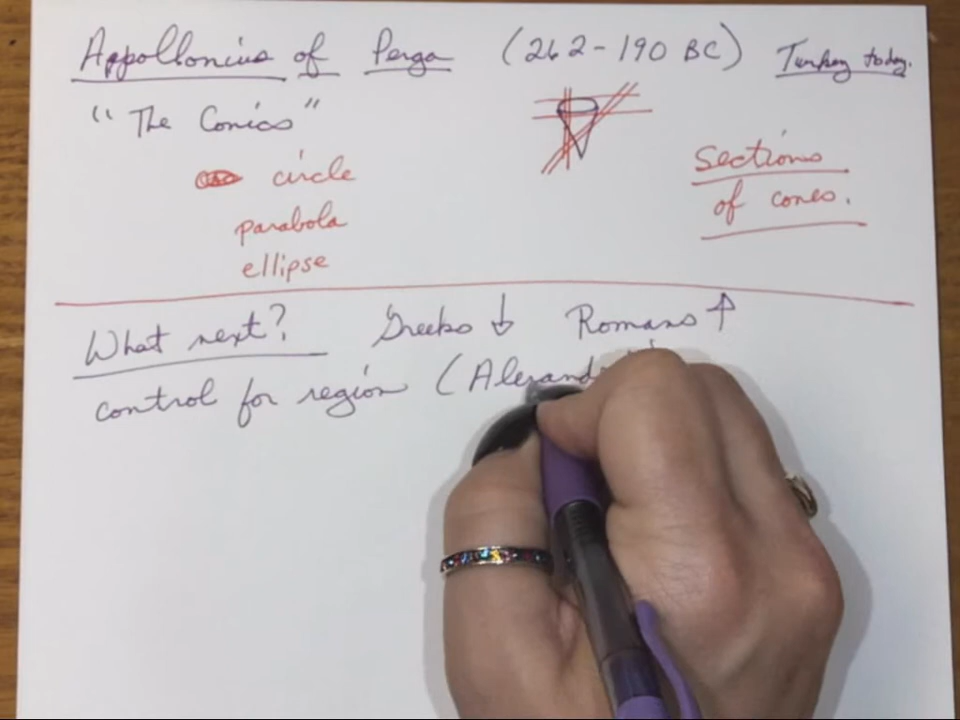 Appollonius of Perga (262-190 BC) Turkey today.
"The Conics"
circle
parabola
ellipse
Sections
of cones.
What next? Greeks ↓ Romans ↑
control for region (